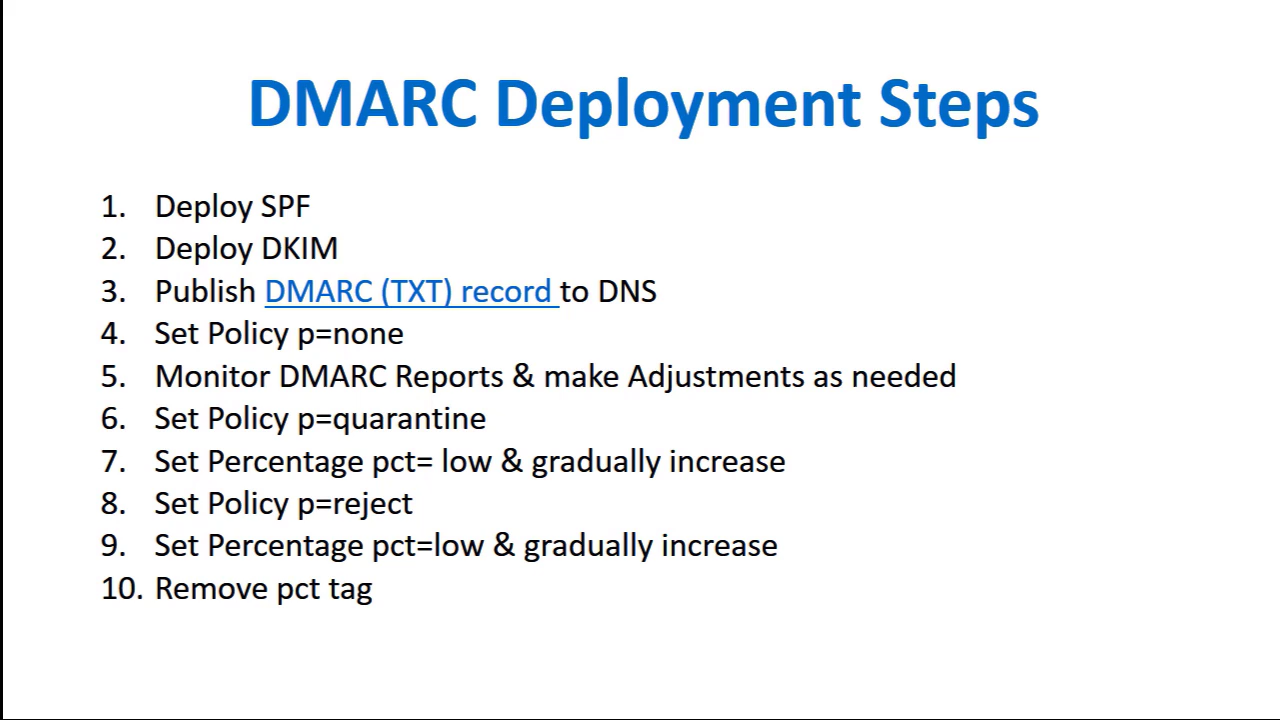 DMARC Deployment Steps
1. Deploy SPF
2. Deploy DKIM
3. Publish DMARC (TXT) record to DNS
4. Set Policy p=none
5. Monitor DMARC Reports & make Adjustments as needed
6. Set Policy p=quarantine
7. Set Percentage pct= low & gradually increase
8. Set Policy p=reject
9. Set Percentage pct=low & gradually increase
10. Remove pct tag